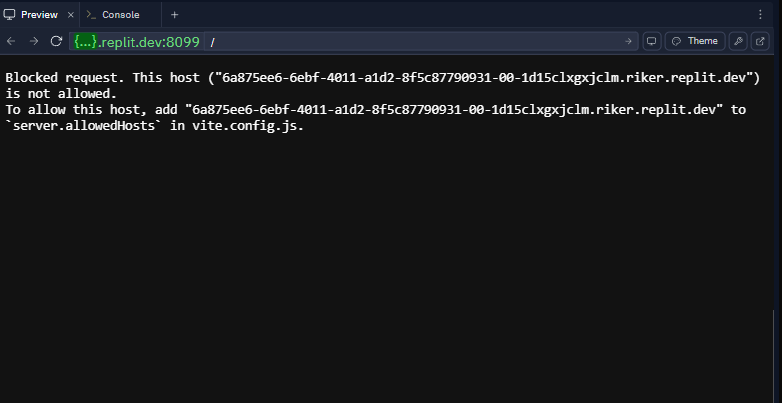 Preview × >_ Console +
{...}.replit.dev:8099 / Theme
Blocked request. This host ("6a875ee6-6ebf-4011-a1d2-8f5c87790931-00-1d15clxgxjclm.riker.replit.dev")
is not allowed.
To allow this host, add "6a875ee6-6ebf-4011-a1d2-8f5c87790931-00-1d15clxgxjclm.riker.replit.dev" to
`server.allowedHosts` in vite.config.js.